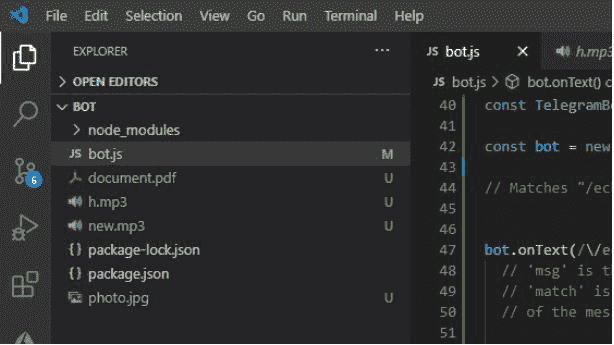 File Edit Selection View Go Run Terminal Help
EXPLORER ...
OPEN EDITORS
BOT
node_modules
JS bot.js M
document.pdf U
h.mp3 U
new.mp3 U
{} package-lock.json
{} package.json
photo.jpg U
6
JS bot.js × h.mp3
JS bot.js > bot.onText() c
40 const TelegramBo
41
42 const bot = new
43
44 // Matches "/ec
45
46
47 bot.onText(/\/e
48 // 'msg' is th
49 // 'match' is
50 // of the mes
51